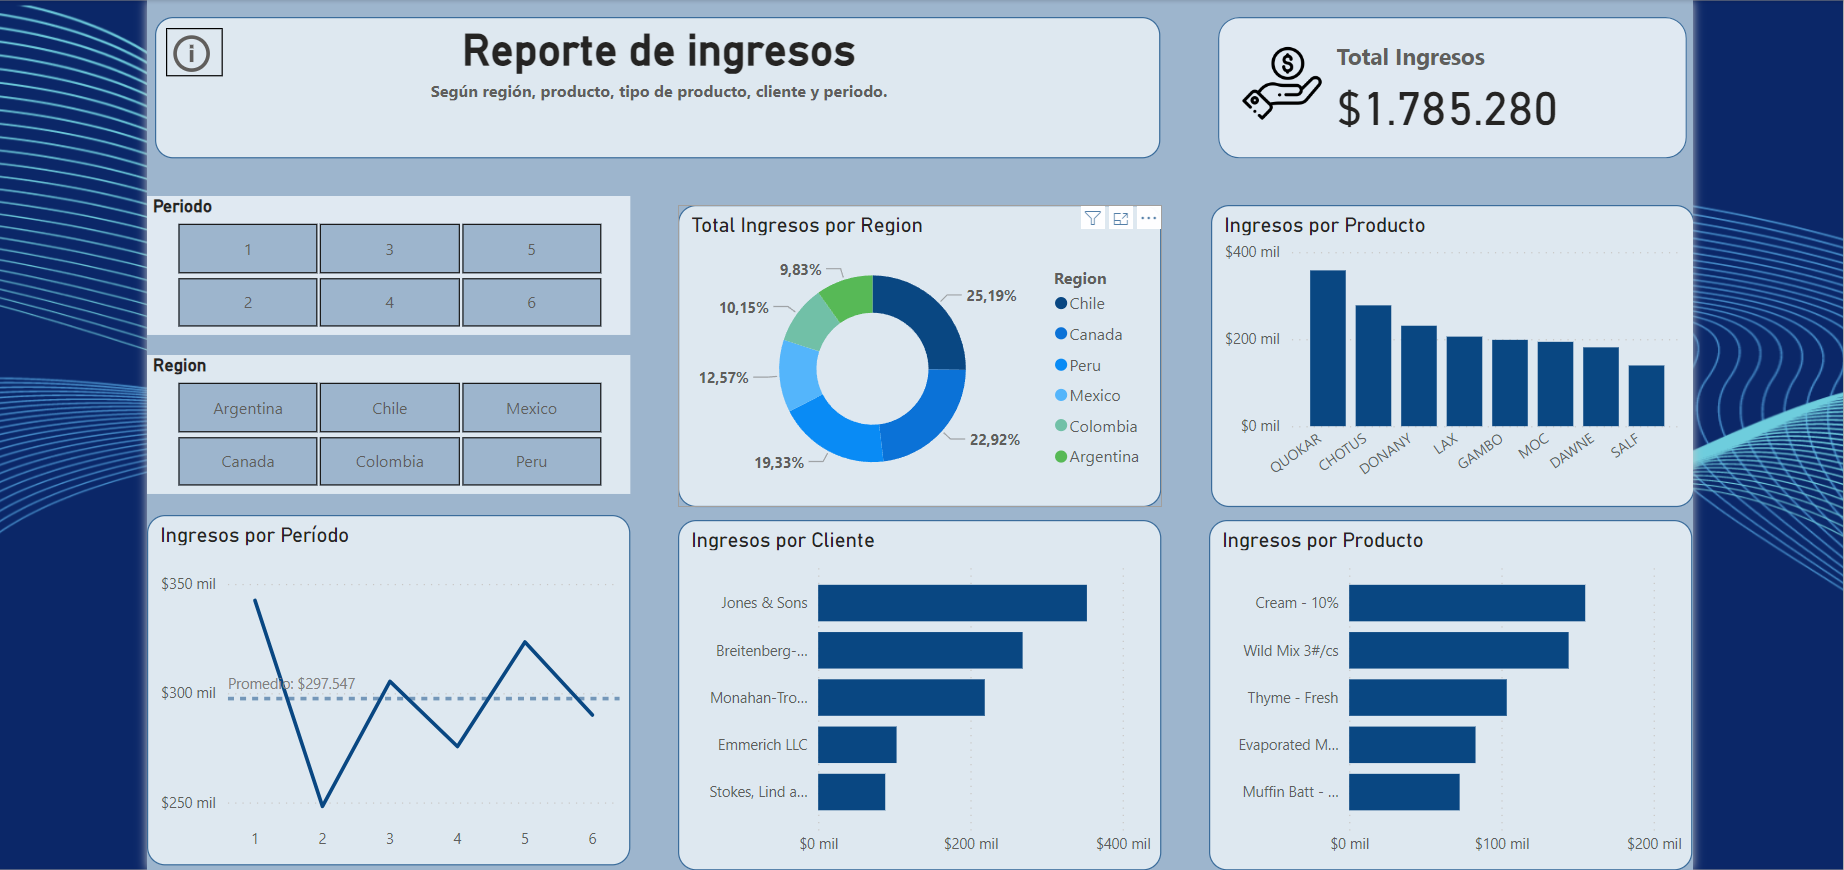 Reporte de ingresos
Según región, producto, tipo de producto, cliente y periodo.
Total Ingresos
$1.785.280
Periodo
1 3 5
2 4 6
Region
Argentina Chile Mexico
Canada Colombia Peru
Total Ingresos por Region
9,83%
10,15%
12,57%
19,33%
25,19%
22,92%
Region
Chile
Canada
Peru
Mexico
Colombia
Argentina
Ingresos por Producto
$400 mil
$200 mil
$0 mil
QUOKAR CHOTUS DONANY LAX GAMBO MOC DAWNE SALF
Ingresos por Período
$350 mil
Promedio: $297.547
$300 mil
$250 mil
1 2 3 4 5 6
Ingresos por Cliente
Jones & Sons
Breitenberg-...
Monahan-Tro...
Emmerich LLC
Stokes, Lind a...
$0 mil $200 mil $400 mil
Ingresos por Producto
Cream - 10%
Wild Mix 3#/cs
Thyme - Fresh
Evaporated M...
Muffin Batt - ...
$0 mil $100 mil $200 mil